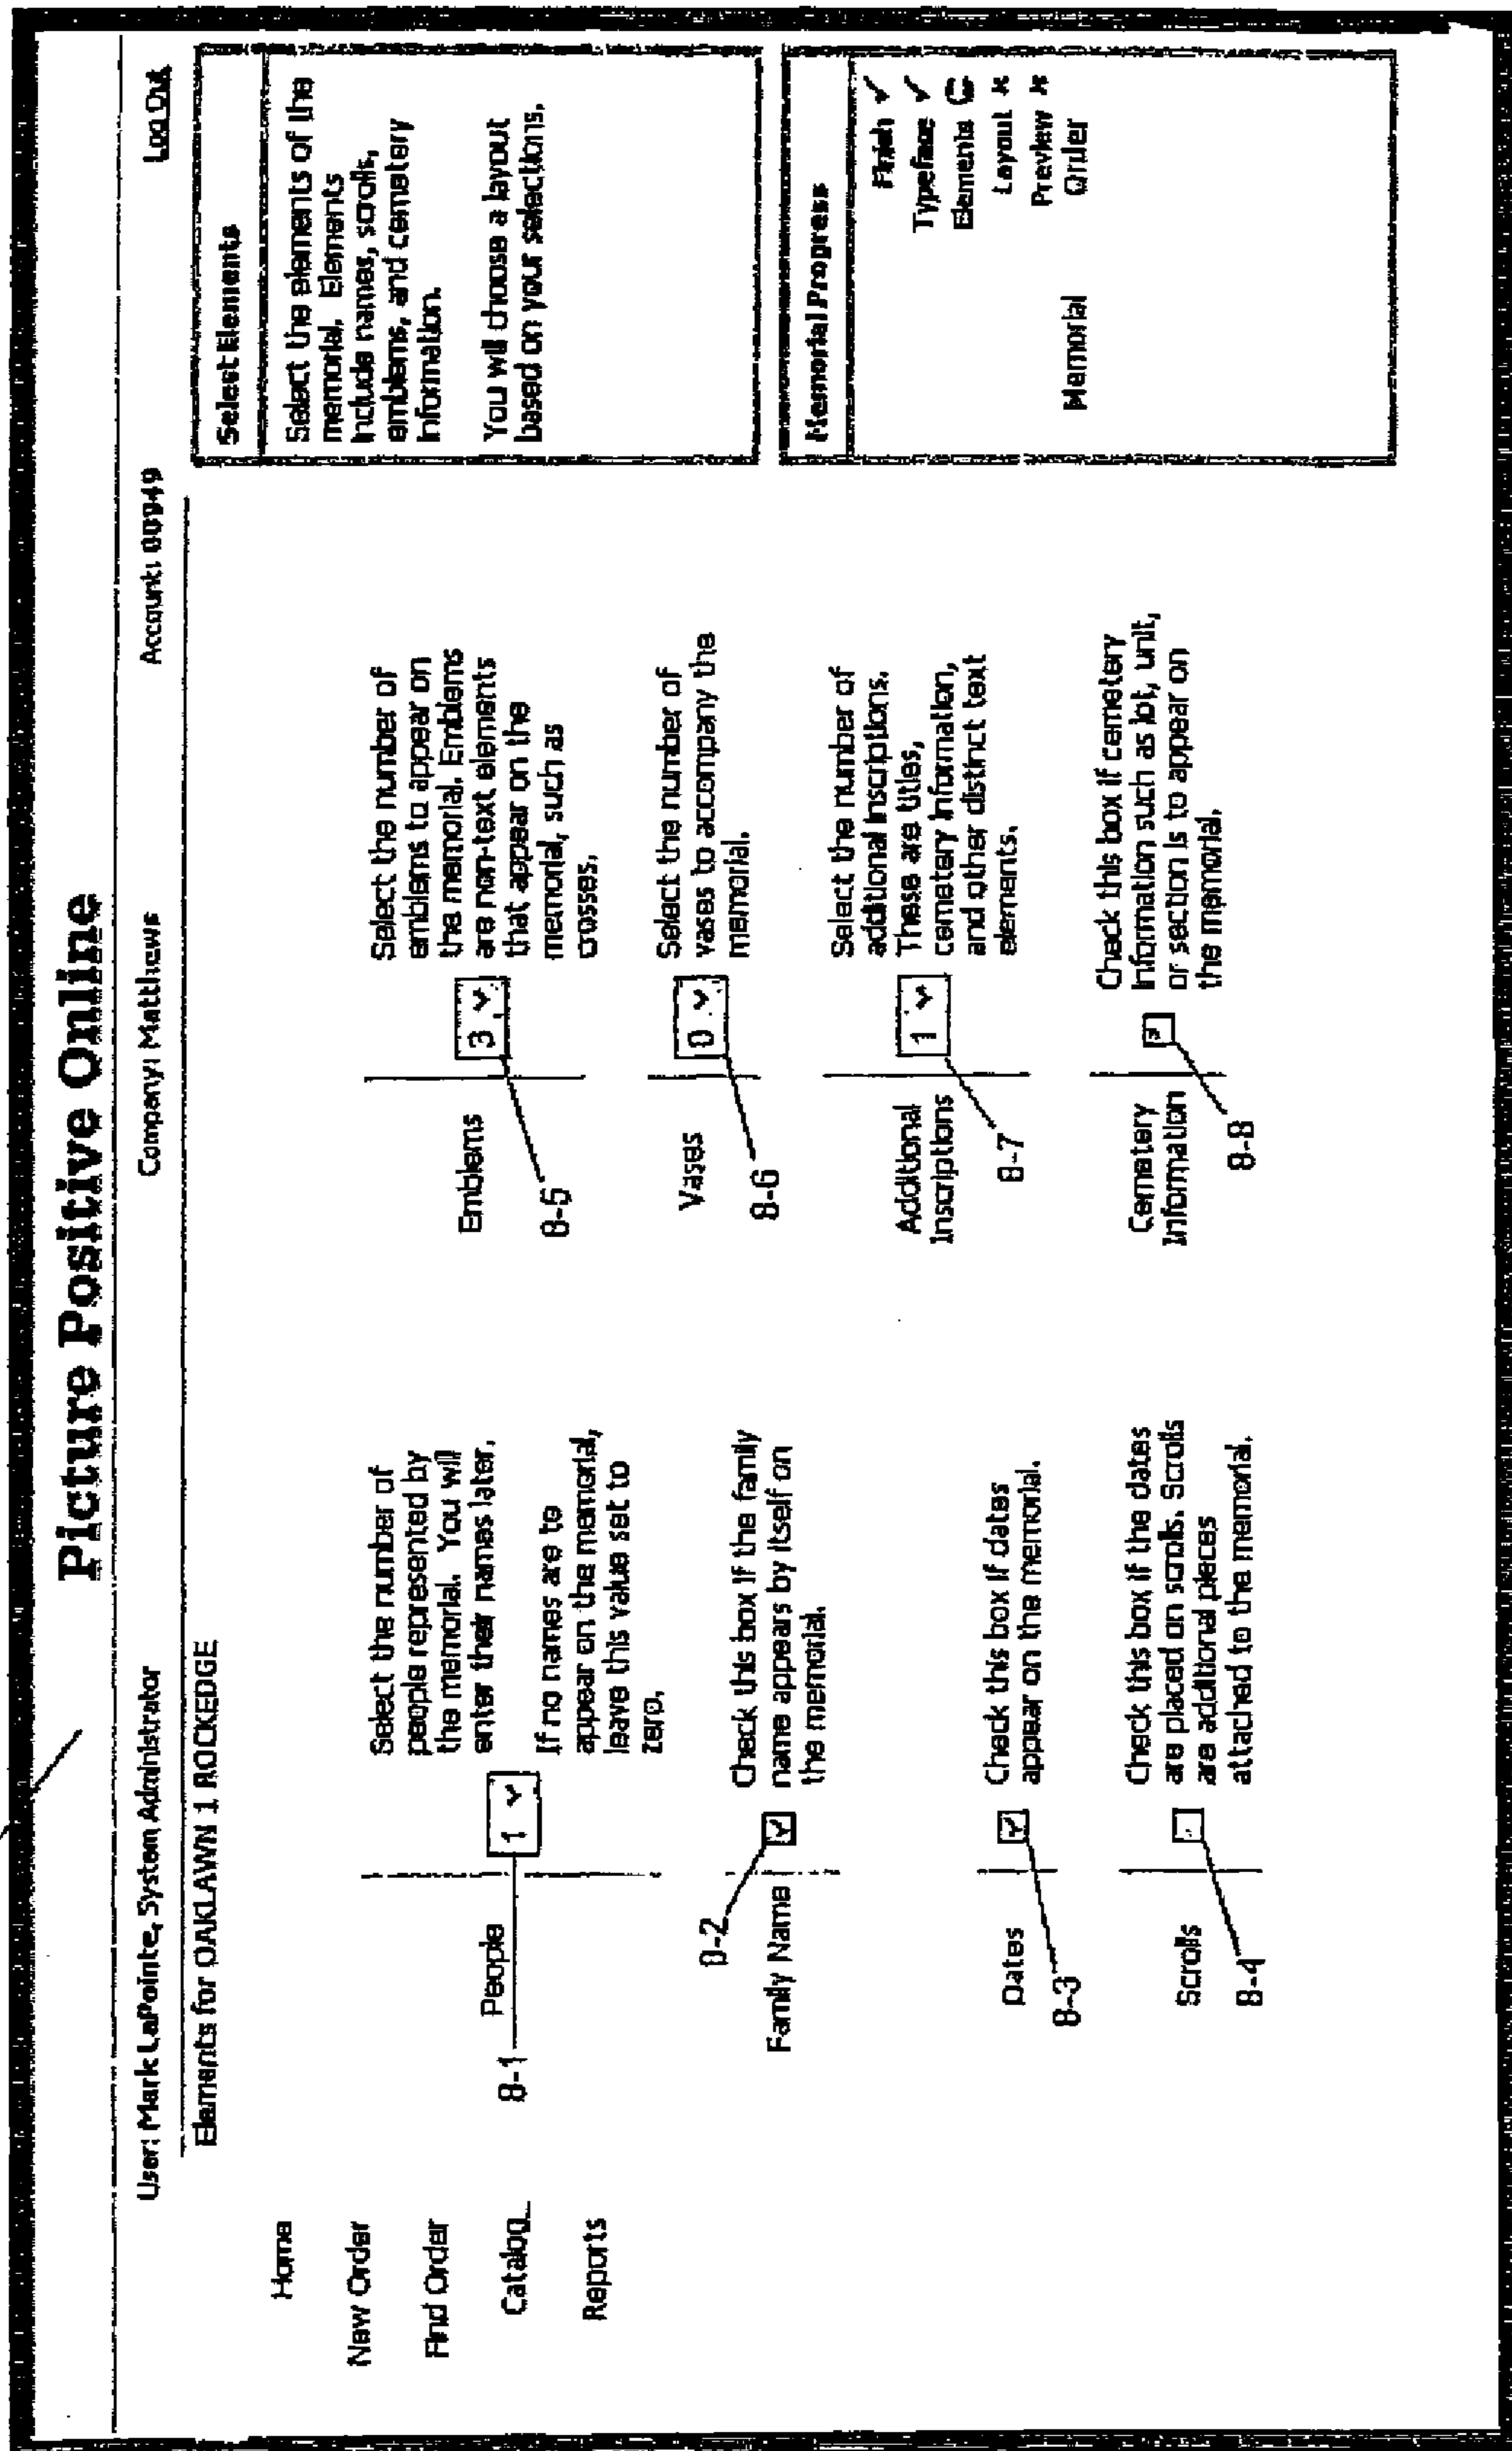 Picture Positive Online
User: Mark LaPointe, System Administrator
Company: Matthews
Account: 00949
Log Out
Elements for OAKLAWN 1 ROCKEDGE
Home
New Order
Find Order
Catalog
Reports
8-1
People
1
Select the number of
people represented by
the memorial. You will
enter their names later.
If no names are to
appear on the memorial,
leave this value set to
zero.
8-2
Family Name
Check this box if the family
name appears by itself on
the memorial.
Dates
8-3
Check this box if dates
appear on the memorial.
Scrolls
8-4
Check this box if the dates
are placed on scrolls. Scrolls
are additional pieces
attached to the memorial.
Emblems
8-5
3
Select the number of
emblems to appear on
the memorial. Emblems
are non-text elements
that appear on the
memorial, such as
crosses.
Vases
8-6
0
Select the number of
vases to accompany the
memorial.
Additional
Inscriptions
8-7
1
Select the number of
additional inscriptions.
These are titles,
cemetery information,
and other distinct text
elements.
Cemetery
Information
8-8
Check this box if cemetery
information such as lot, unit,
or section is to appear on
the memorial.
Select Elements
Select the elements of the
memorial. Elements
include names, scrolls,
emblems, and cemetery
information.
You will choose a layout
based on your selections.
Memorial Progress
Finish ✓
Typeface ✓
Elements
Layout ×
Preview ×
Memorial Order